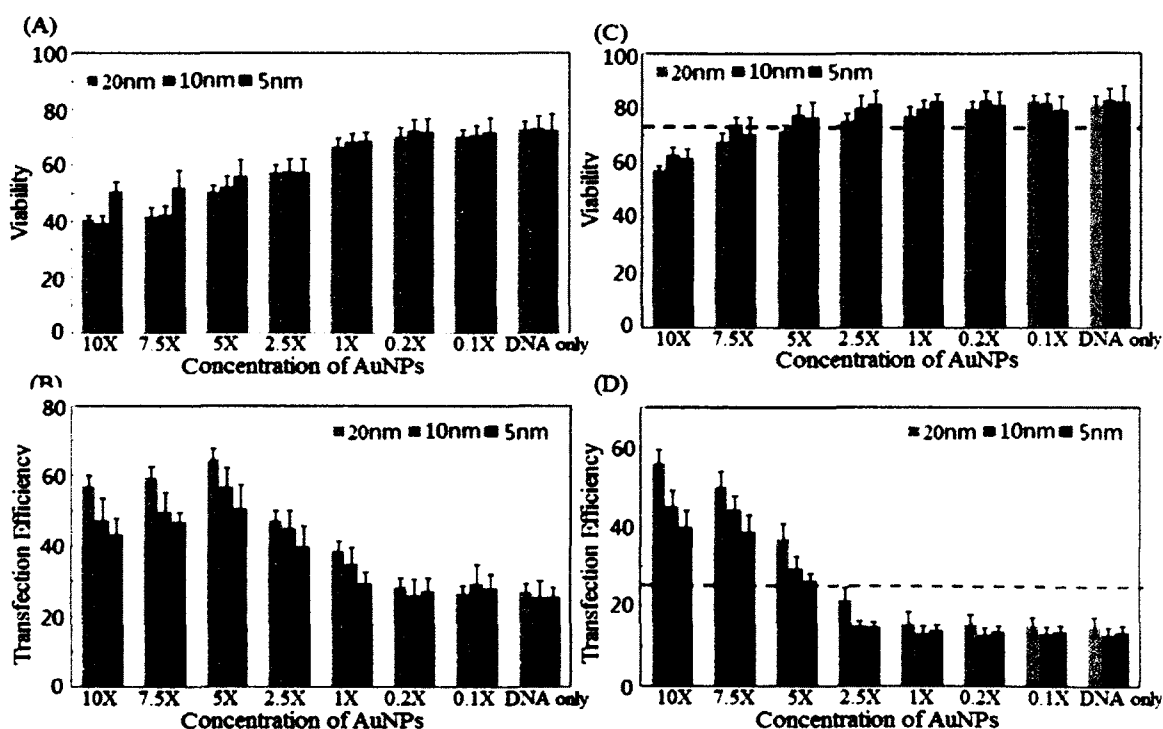 (A)
100
80
60
40
20
0
Viability
20nm 10nm 5nm
10X 7.5X 5X 2.5X 1X 0.2X 0.1X DNA only
Concentration of AuNPs
(C)
100
80
60
40
20
0
Viability
20nm 10nm 5nm
10X 7.5X 5X 2.5X 1X 0.2X 0.1X DNA only
Concentration of AuNPs
(B)
80
60
40
20
0
Transfection Efficiency
20nm 10nm 5nm
10X 7.5X 5X 2.5X 1X 0.2X 0.1X DNA only
Concentration of AuNPs
(D)
60
40
20
0
Transfection Efficiency
20nm 10nm 5nm
10X 7.5X 5X 2.5X 1X 0.2X 0.1X DNA only
Concentration of AuNPs